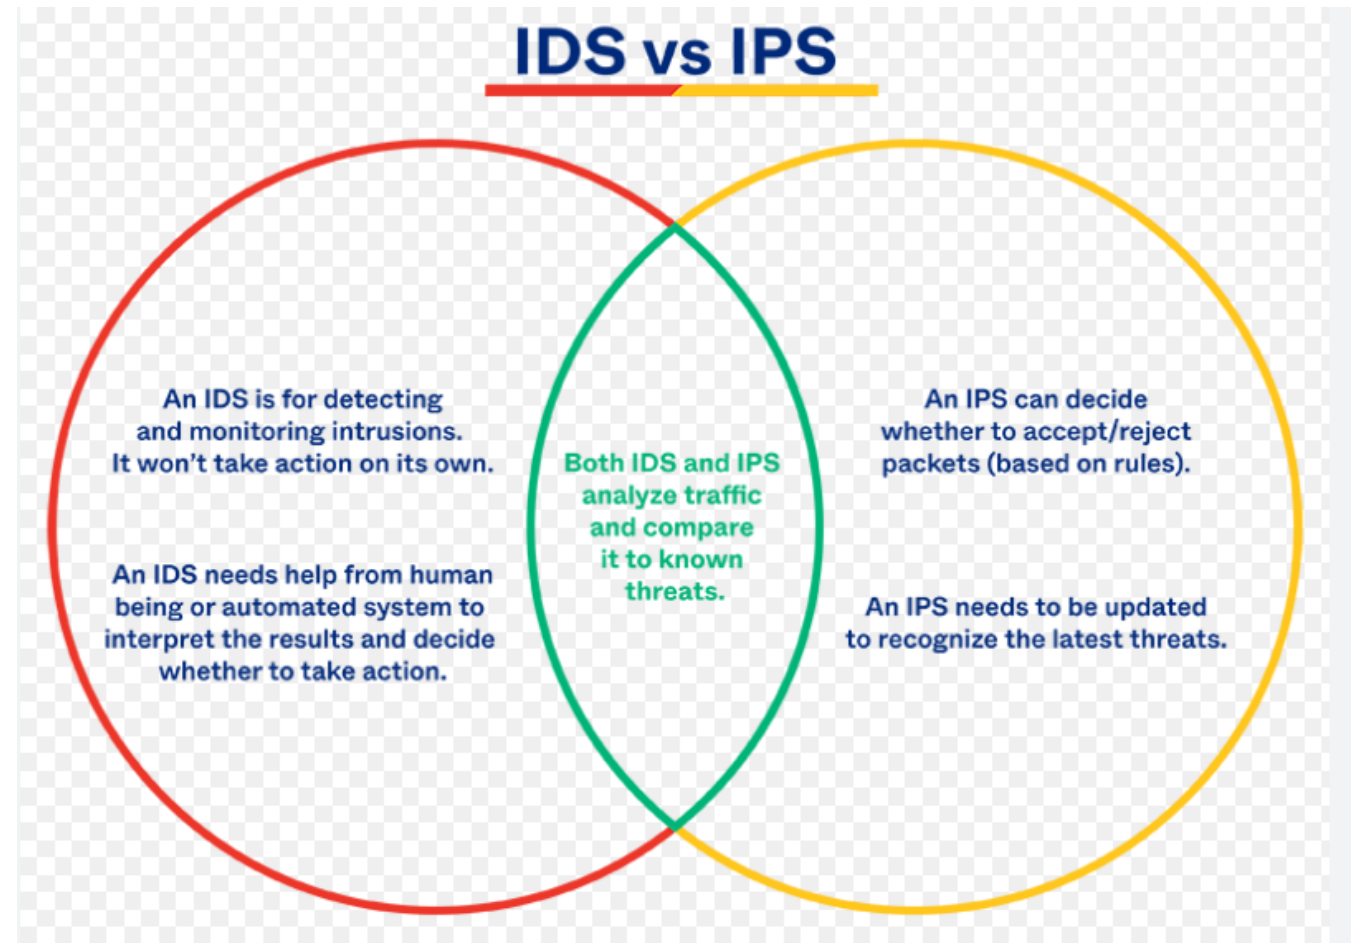 IDS vs IPS
An IDS is for detecting
and monitoring intrusions.
It won’t take action on its own.
An IDS needs help from human
being or automated system to
interpret the results and decide
whether to take action.
Both IDS and IPS
analyze traffic
and compare
it to known
threats.
An IPS can decide
whether to accept/reject
packets (based on rules).
An IPS needs to be updated
to recognize the latest threats.